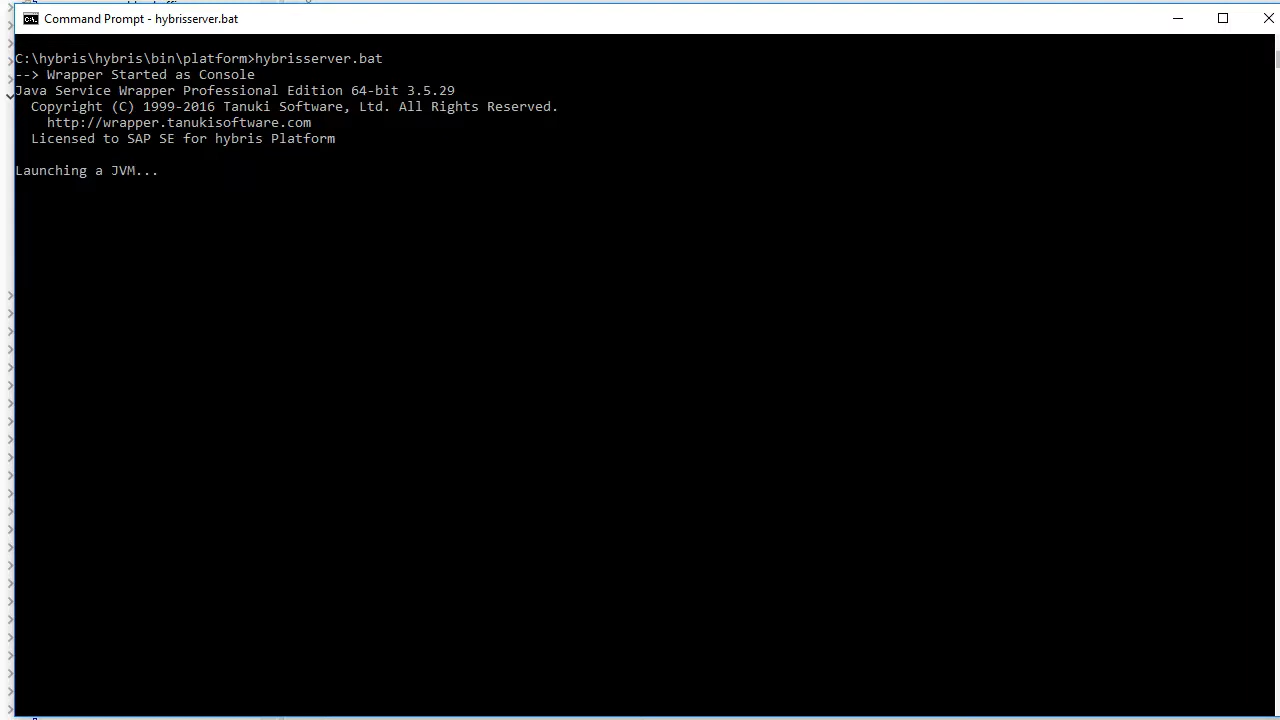 Command Prompt - hybrisserver.bat
C:\hybris\hybris\bin\platform>hybrisserver.bat
--> Wrapper Started as Console
Java Service Wrapper Professional Edition 64-bit 3.5.29
Copyright (C) 1999-2016 Tanuki Software, Ltd. All Rights Reserved.
http://wrapper.tanukisoftware.com
Licensed to SAP SE for hybris Platform
Launching a JVM...